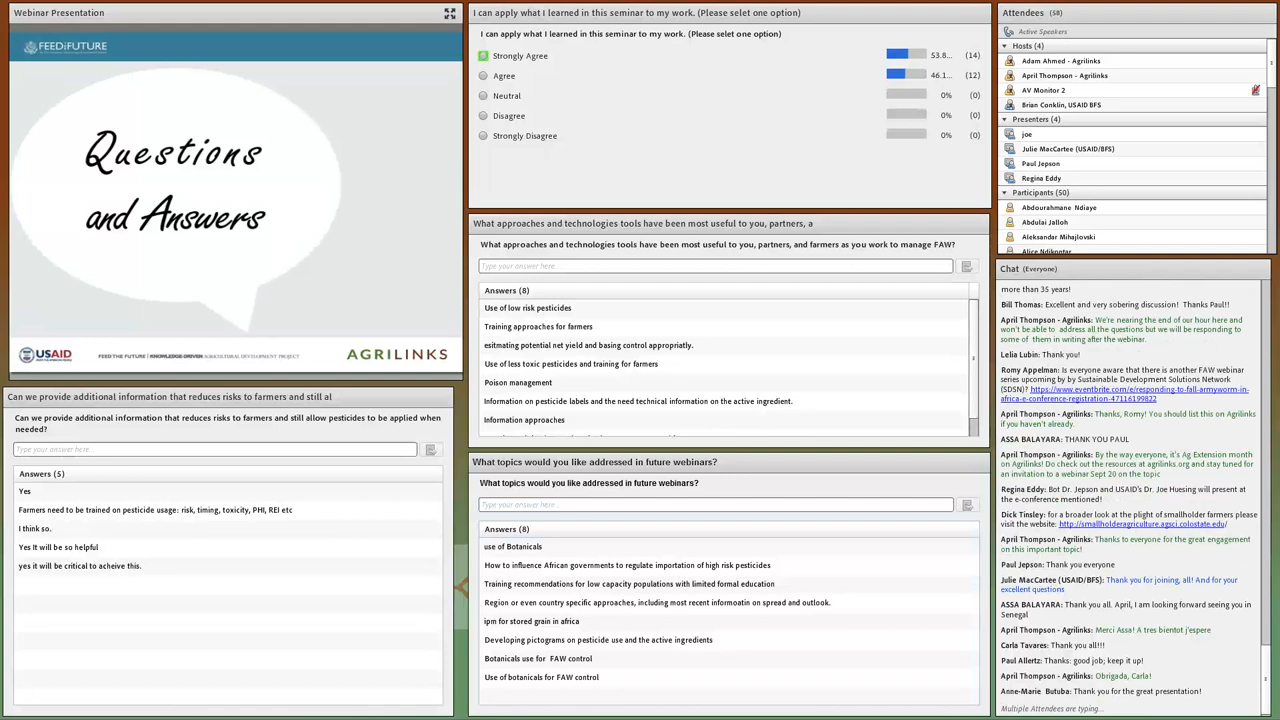 Webinar Presentation
FEEDtheFUTURE
Questions
and Answers
USAID
FEED THE FUTURE | KNOWLEDGE-DRIVEN AGRICULTURAL DEVELOPMENT PROJECT
AGRILINKS
Can we provide additional information that reduces risks to farmers and still al
Can we provide additional information that reduces risks to farmers and still allow pesticides to be applied when
needed?
Type your answer here...
Answers (5)
Yes
Farmers need to be trained on pesticide usage: risk, timing, toxicity, PHI, REI etc
I think so.
Yes It will be so helpful
yes it will be critical to acheive this.
I can apply what I learned in this seminar to my work. (Please selet one option)
I can apply what I learned in this seminar to my work. (Please selet one option)
Strongly Agree 53.8... (14)
Agree 46.1... (12)
Neutral 0% (0)
Disagree 0% (0)
Strongly Disagree 0% (0)
What approaches and technologies tools have been most useful to you, partners, a
What approaches and technologies tools have been most useful to you, partners, and farmers as you work to manage FAW?
Type your answer here...
Answers (8)
Use of low risk pesticides
Training approaches for farmers
esitmating potential net yield and basing control appropriately.
Use of less toxic pesticides and training for farmers
Poison management
Information on pesticide labels and the need technical information on the active ingredient.
Information approaches
What topics would you like addressed in future webinars?
What topics would you like addressed in future webinars?
Type your answer here...
Answers (8)
use of Botanicals
How to influence African governments to regulate importation of high risk pesticides
Training recommendations for low capacity populations with limited formal education
Region or even country specific approaches, including most recent informoatin on spread and outlook.
ipm for stored grain in africa
Developing pictograms on pesticide use and the active ingredients
Botanicals use for FAW control
Use of botanicals for FAW control
Attendees (58)
Active Speakers
Hosts (4)
Adam Ahmed - Agrilinks
April Thompson - Agrilinks
AV Monitor 2
Brian Conklin, USAID BFS
Presenters (4)
joe
Julie MacCartee (USAID/BFS)
Paul Jepson
Regina Eddy
Participants (50)
Abdourahmane Ndiaye
Abdulai Jalloh
Aleksandar Mihajlovski
Alice Ndikontar
Chat (Everyone)
more than 35 years!
Bill Thomas: Excellent and very sobering discussion! Thanks Paul!!
April Thompson - Agrilinks: We're nearing the end of our hour here and
won't be able to address all the questions but we will be responding to
some of them in writing after the webinar.
Lelia Lubin: Thank you!
Romy Appelman: Is everyone aware that there is another FAW webinar
series upcoming by by Sustainable Development Solutions Network
(SDSN)? https://www.eventbrite.com/e/responding-to-fall-armyworm-in-
africa-e-conference-registration-47116199822
April Thompson - Agrilinks: Thanks, Romy! You should list this on Agrilinks
if you haven't already.
ASSA BALAYARA: THANK YOU PAUL
April Thompson - Agrilinks: By the way everyone, it's Ag Extension month
on Agrilinks! Do check out the resources at agrilinks.org and stay tuned for
an invitation to a webinar Sept 20 on the topic
Regina Eddy: Bot Dr. Jepson and USAID's Dr. Joe Huesing will present at
the e-conference mentioned!
Dick Tinsley: for a broader look at the plight of smallholder farmers please
visit the website: http://smallholderagriculture.agsci.colostate.edu/
April Thompson - Agrilinks: Thanks to everyone for the great engagement
on this important topic!
Paul Jepson: Thank you everyone
Julie MacCartee (USAID/BFS): Thank you for joining, all! And for your
excellent questions
ASSA BALAYARA: Thank you all. April, I am looking forward seeing you in
Senegal
April Thompson - Agrilinks: Merci Assa! A tres bientot j'espere
Carla Tavares: Thank you all!!!
Paul Allertz: Thanks: good job; keep it up!
April Thompson - Agrilinks: Obrigada, Carla!
Anne-Marie Butuba: Thank you for the great presentation!
Multiple Attendees are typing...